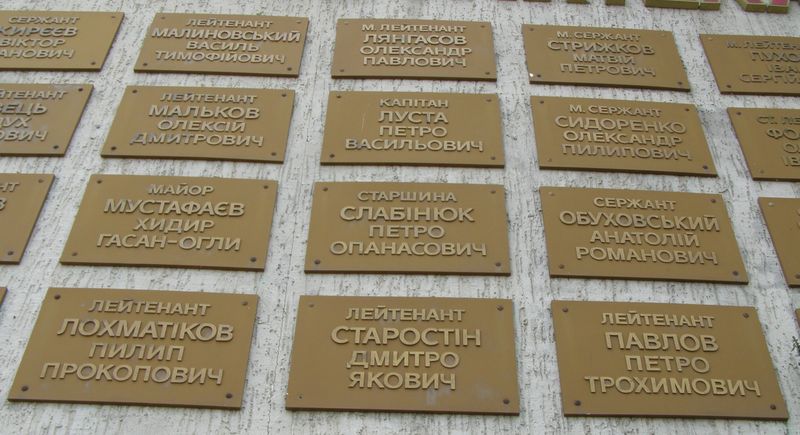 СЕРЖАНТ
ЛЕЙТЕНАНТ
МАЛИНОВСЬКИЙ
ВАСИЛЬ
ТИМОФІЙОВИЧ
М. ЛЕЙТЕНАНТ
ЛЯНГАСОВ
ОЛЕКСАНДР
ПАВЛОВИЧ
М. СЕРЖАНТ
СТРИЖКОВ
МАТВІЙ
ПЕТРОВИЧ
ЛЕЙТЕНАНТ
МАЛЬКОВ
ОЛЕКСІЙ
ДМИТРОВИЧ
КАПІТАН
ЛУСТА
ПЕТРО
ВАСИЛЬОВИЧ
М. СЕРЖАНТ
СИДОРЕНКО
ОЛЕКСАНДР
ПИЛИПОВИЧ
МАЙОР
МУСТАФАЄВ
ХИДИР
ГАСАН-ОГЛИ
СТАРШИНА
СЛАБІНЮК
ПЕТРО
ОПАНАСОВИЧ
СЕРЖАНТ
ОБУХОВСЬКИЙ
АНАТОЛІЙ
РОМАНОВИЧ
ЛЕЙТЕНАНТ
ЛОХМАТІКОВ
ПИЛИП
ПРОКОПОВИЧ
ЛЕЙТЕНАНТ
СТАРОСТІН
ДМИТРО
ЯКОВИЧ
ЛЕЙТЕНАНТ
ПАВЛОВ
ПЕТРО
ТРОХИМОВИЧ